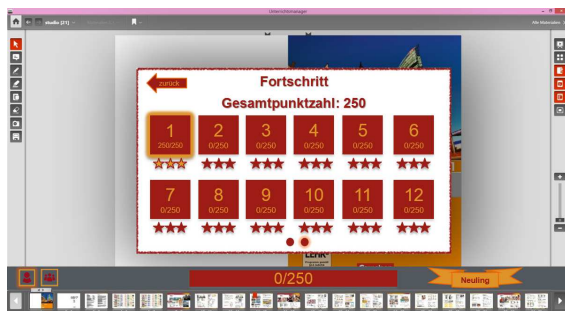 Unterrichtsmanager
studio [21]
Alle Materialien
zurück
Fortschritt
Gesamtpunktzahl: 250
1 2 3 4 5 6
250/250 0/250 0/250 0/250 0/250 0/250
7 8 9 10 11 12
0/250 0/250 0/250 0/250 0/250 0/250
LEHR
0/250
Neuling